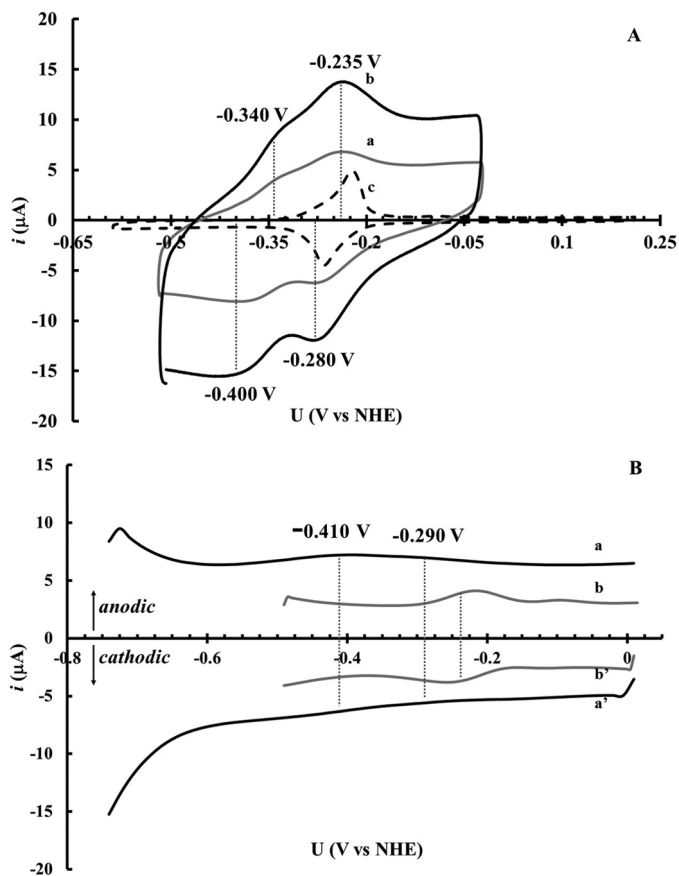 A
20
15
10
5
0
-5
-10
-15
-20
i (µA)
-0.235 V
b
-0.340 V
a
c
-0.65 -0.5 -0.35 -0.2 -0.05 0.1 0.25
-0.280 V
-0.400 V
U (V vs NHE)
B
15
10
5
0
-5
-10
-15
-20
i (µA)
-0.410 V
-0.290 V
a
b
anodic
cathodic
-0.8 -0.6 -0.4 -0.2 0
b’
a’
U (V vs NHE)